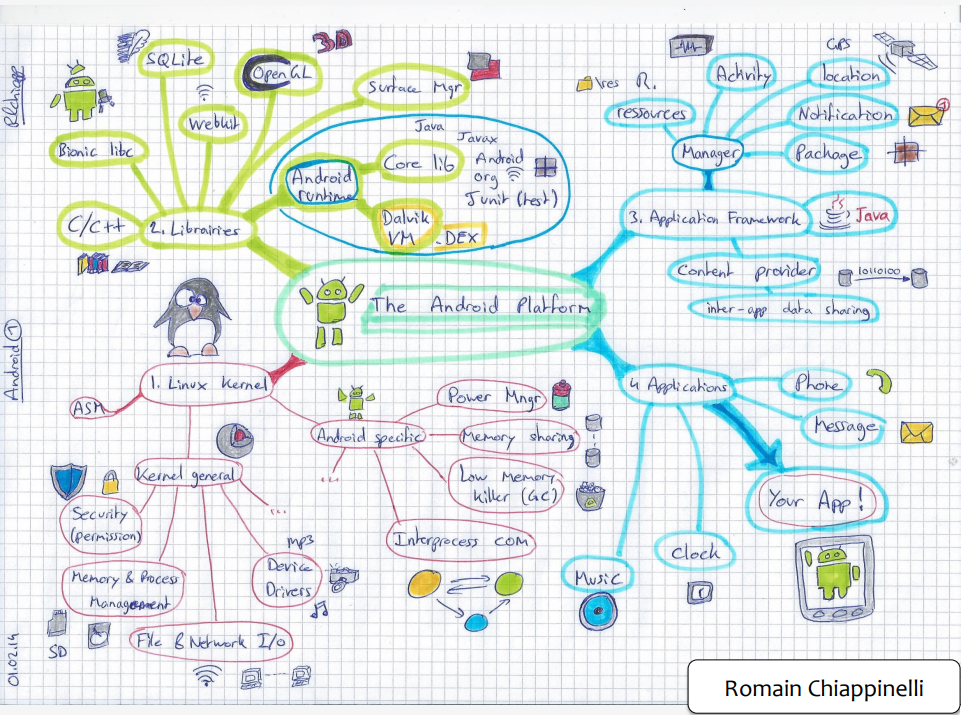 Android ①
01.02.14
The Android Platform
1. Linux Kernel
ASM
Kernel general
Security
(permission)
Memory & Process
Management
SD
File & Network I/O
mp3
Device
Drivers
...
Android specific
...
Power Mngr
Memory sharing
Low Memory
killer (GC)
Interprocess com
2. Librairies
C/C++
Bionic libc
SQLite
Webkit
OpenGL
3D
Surface Mgr
Android
runtime
Core lib
Java
Javax
Android
org
Junit (test)
Dalvik
VM
.DEX
3. Application Framework
Java
Manager
ressources
\res R.
Activity
GPS
location
Notification
1
Package
Content provider
10110100
inter-app data sharing
4 Applications
Phone
Message
Your App!
Clock
Music
Romain Chiappinelli